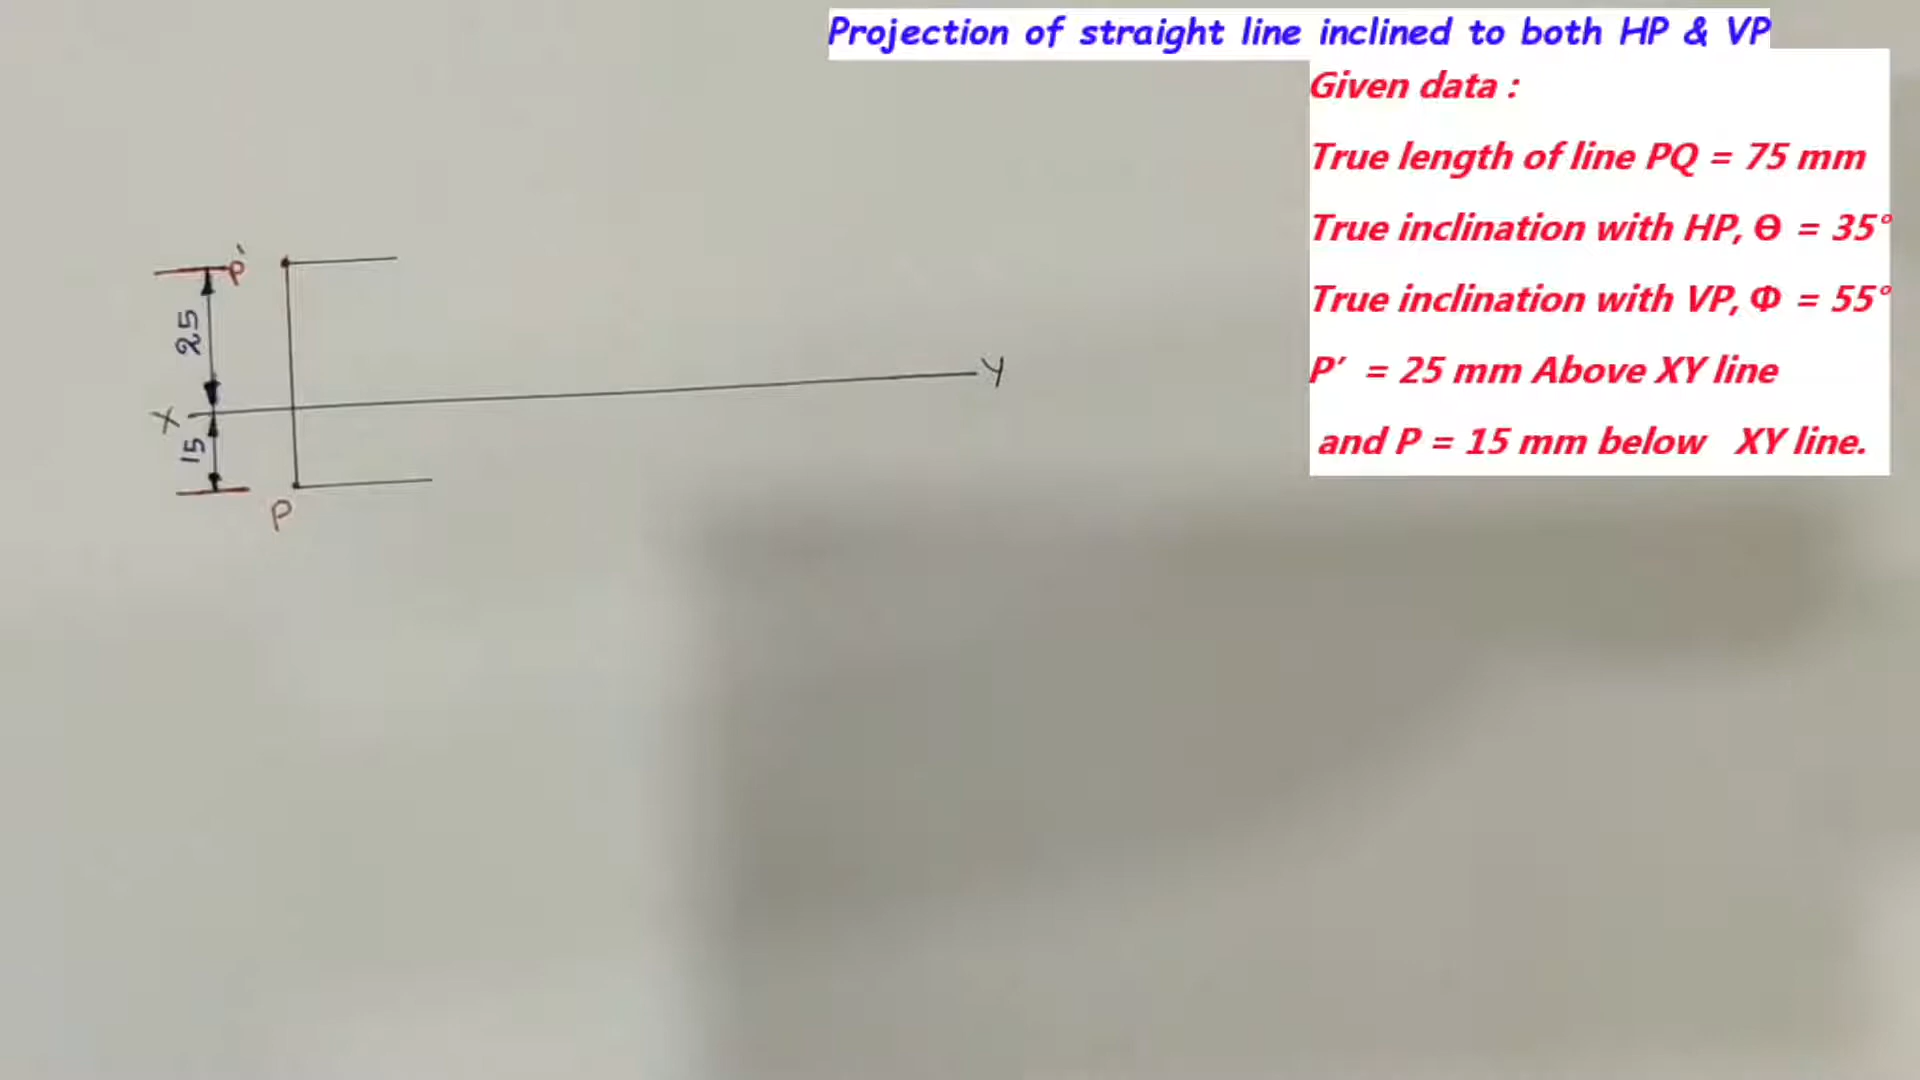 Projection of straight line inclined to both HP & VP
Given data :
True length of line PQ = 75 mm
True inclination with HP, Ө = 35°
True inclination with VP, Φ = 55°
P′ = 25 mm Above XY line
and P = 15 mm below XY line.
P'
25
X
Y
15
P